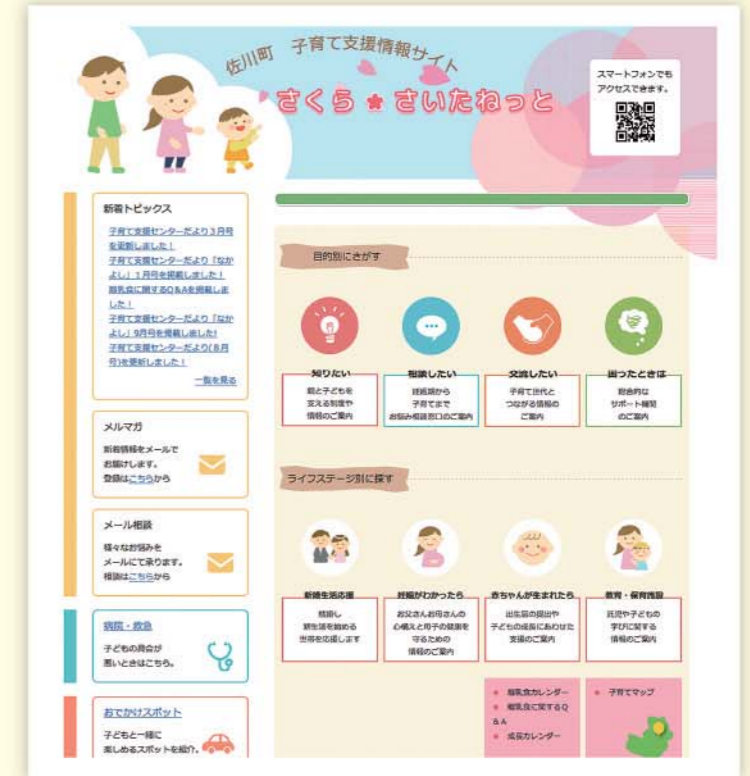 佐川町 子育て支援情報サイト
さくら さいたねっと
スマートフォンでも
アクセスできます。
新着トピックス
子育て支援センターだより３月号
を更新しました！
子育て支援センターだより「なか
よし」１月号を掲載しました！
離乳食に関するＱ＆Ａを掲載しま
した！
子育て支援センターだより「なか
よし」9月号を掲載しました!
子育て支援センターだより(８月
号)を更新しました！
一覧を見る
メルマガ
新着情報をメールで
お届けします。
登録はこちらから
メール相談
様々なお悩みを
メールにて承ります。
相談はこちらから
病院・救急
子どもの具合が
悪いときはこちら。
おでかけスポット
子どもと一緒に
楽しめるスポットを紹介。
目的別にさがす
知りたい
親と子どもを
支える制度や
情報のご案内
相談したい
妊娠期から
子育てまで
お悩み相談窓口のご案内
交流したい
子育て世代と
つながる情報の
ご案内
困ったときは
総合的な
サポート機関
のご案内
ライフステージ別に探す
新婚生活応援
結婚し
新生活を始める
世帯を応援します
妊娠がわかったら
お父さんお母さんの
心構えと母子の健康を
守るための
情報のご案内
赤ちゃんが生まれたら
出生届の提出や
子どもの成長にあわせた
支援のご案内
教育・保育施設
託児や子どもの
学びに関する
情報のご案内
離乳食カレンダー
離乳食に関するＱ
＆Ａ
成長カレンダー
子育てマップ